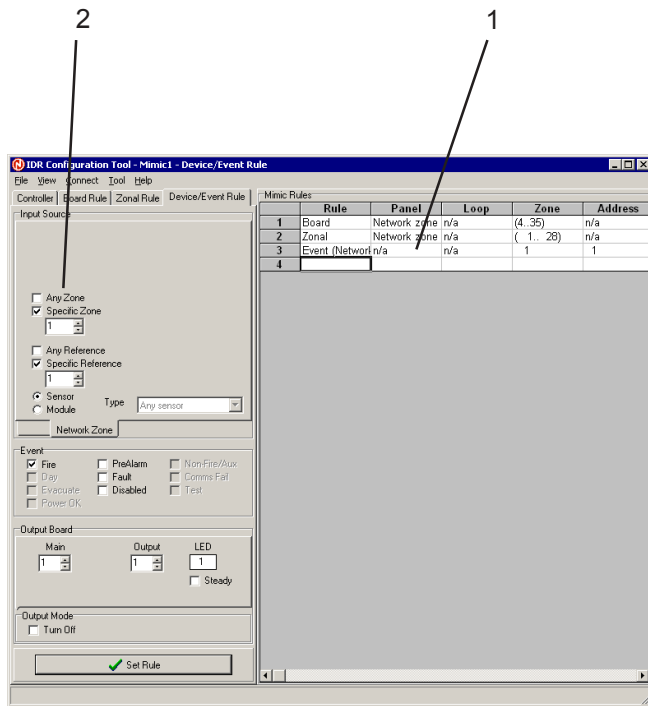 2 1
IDR Configuration Tool - Mimic1 - Device/Event Rule
File View Connect Tool Help
Controller Board Rule Zonal Rule Device/Event Rule
Input Source
Any Zone
Specific Zone
1
Any Reference
Specific Reference
1
Sensor
Module
Type Any sensor
Network Zone
Event
Fire PreAlarm Non-Fire/Aux
Day Fault Comms Fail
Evacuate Disabled Test
Power OK
Output Board
Main Output LED
1 1 1
Steady
Output Mode
Turn Off
Set Rule
Mimic Rules
Rule Panel Loop Zone Address
1 Board Network zone n/a (4..35) n/a
2 Zonal Network zone n/a ( 1.. 28) n/a
3 Event (Network n/a n/a 1 1
4